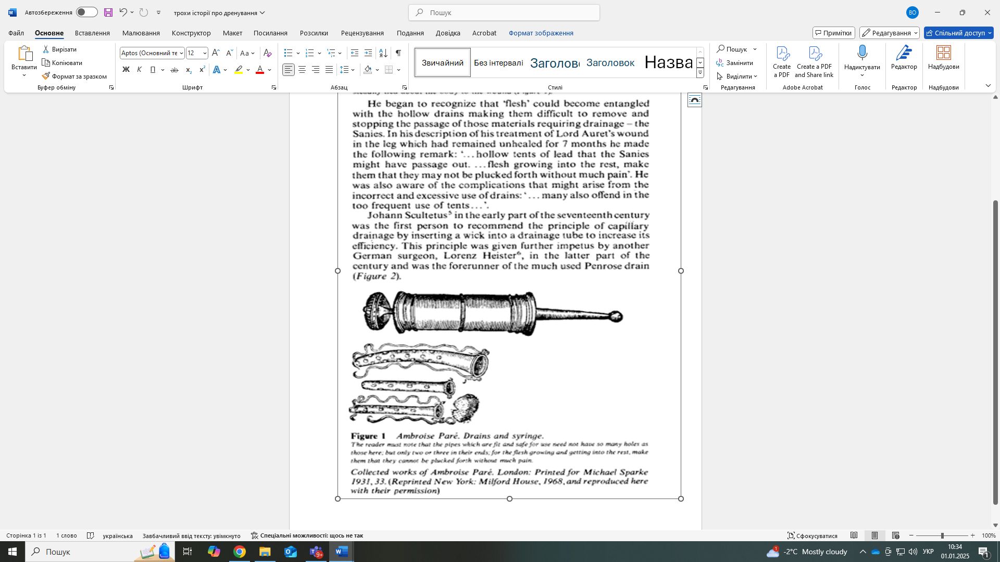 Автозбереження
трохи історії про дренування
Пошук
ВО
Файл Основне Вставлення Малювання Конструктор Макет Посилання Розсилки Рецензування Подання Довідка Acrobat Формат зображення
Примітки Редагування Спільний доступ
Вставити
Вирізати
Копіювати
Формат за зразком
Буфер обміну
Aptos (Основний те 12
Шрифт
Абзац
Звичайний Без інтервалі Заголово Заголовок Назва
Стилі
Пошук
Замінити
Виділити
Редагування
Create a PDF
Create a PDF and Share link
Adobe Acrobat
Надиктувати
Голос
Редактор
Редактор
Надбудови
Надбудови
steadily tied about the body to the wound (Figure 1).
He began to recognize that ‘flesh’ could become entangled
with the hollow drains making them difficult to remove and
stopping the passage of those materials requiring drainage – the
Sanies. In his description of his treatment of Lord Auret’s wound
in the leg which had remained unhealed for 7 months he made
the following remark: ‘...hollow tents of lead that the Sanies
might have passage out. ...flesh growing into the rest, make
them that they may not be plucked forth without much pain’. He
was also aware of the complications that might arise from the
incorrect and excessive use of drains: ‘...many also offend in the
too frequent use of tents...’.
Johann Scultetus⁵ in the early part of the seventeenth century
was the first person to recommend the principle of capillary
drainage by inserting a wick into a drainage tube to increase its
efficiency. This principle was given further impetus by another
German surgeon, Lorenz Heister⁶, in the latter part of the
century and was the forerunner of the much used Penrose drain
(Figure 2).
Figure 1 Ambroise Paré. Drains and syringe.
The reader must note that the pipes which are fit and safe for use need not have so many holes as
those here; but only two or three in their ends; for the flesh growing and getting into the rest, make
them that they cannot be plucked forth without much pain.
Collected works of Ambroise Paré. London: Printed for Michael Sparke
1931, 33. (Reprinted New York: Milford House, 1968, and reproduced here
with their permission)
Сторінка 1 із 1 1 слово українська Завбачливий ввід тексту: увімкнуто Спеціальні можливості: щось не так
Сфокусуватися 100%
Пошук
9+
1 -2°C Mostly cloudy
УКР
10:34
01.01.2025
1